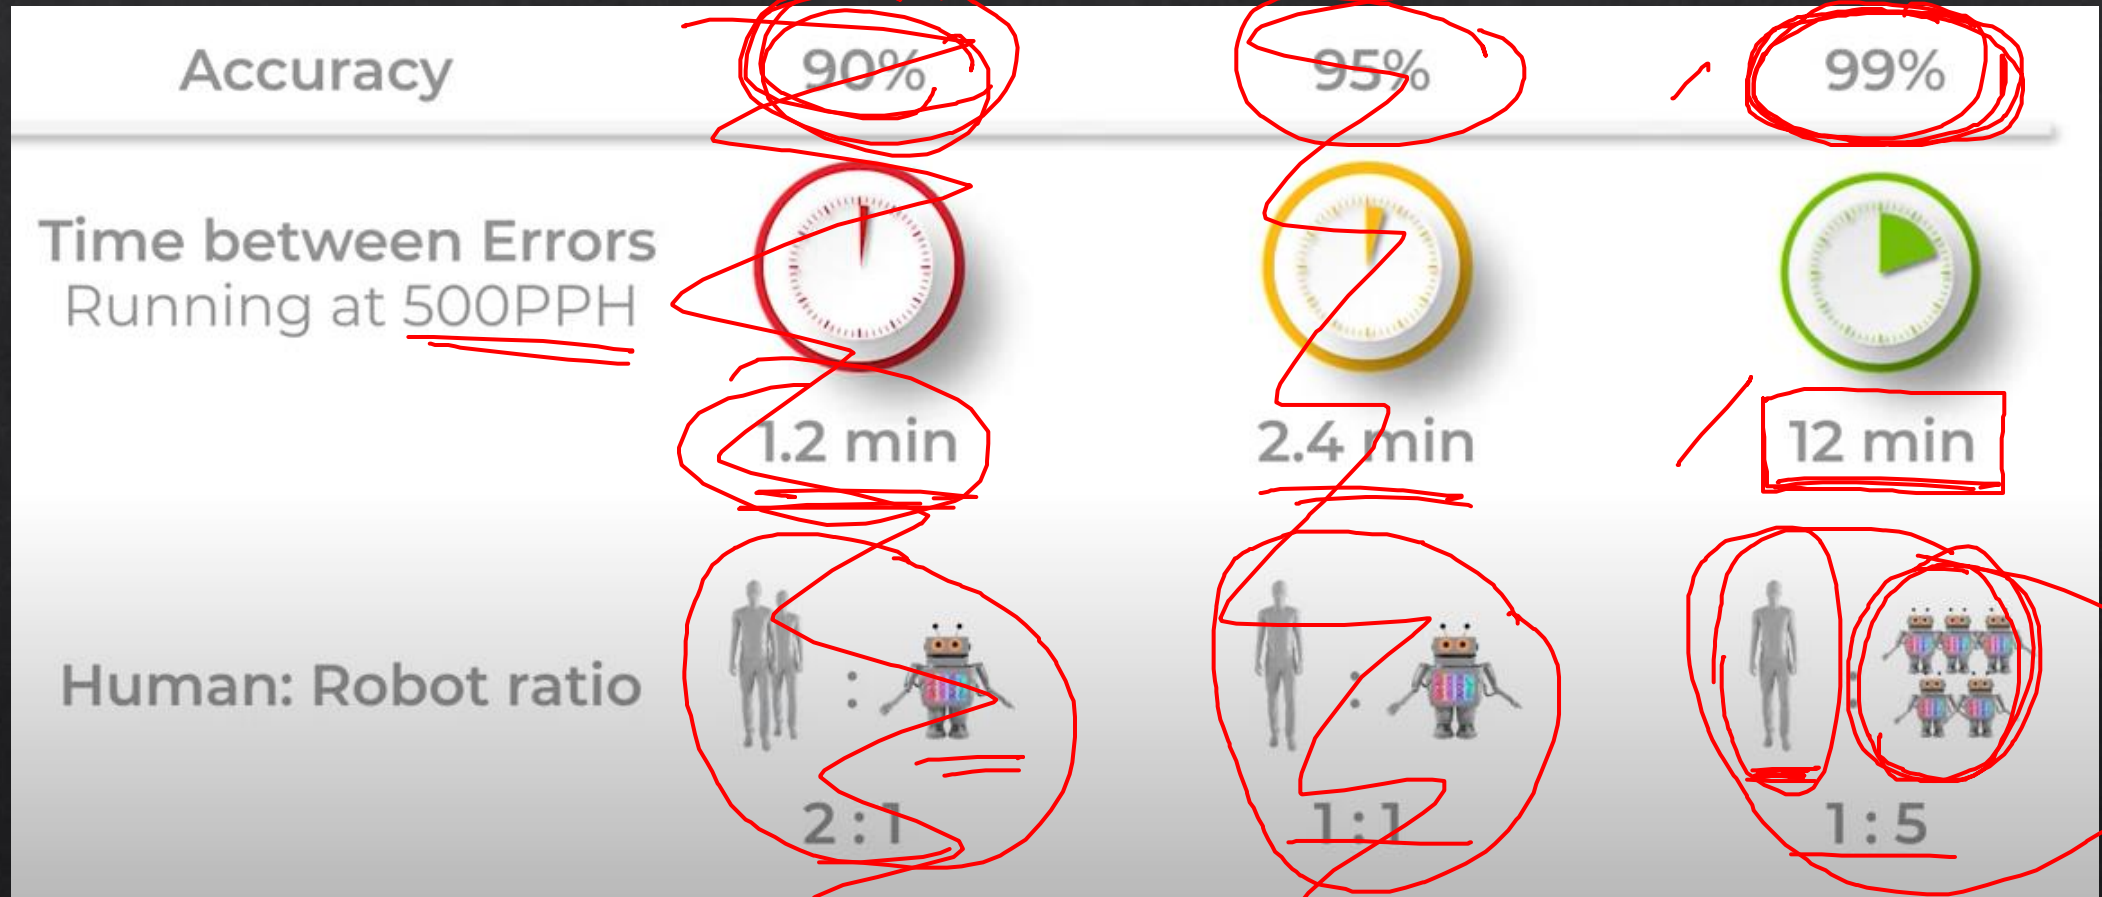 Accuracy 90% 95% 99%
Time between Errors
Running at 500PPH
1.2 min 2.4 min 12 min
Human: Robot ratio : : :
2 : 1 1 : 1 1 : 5